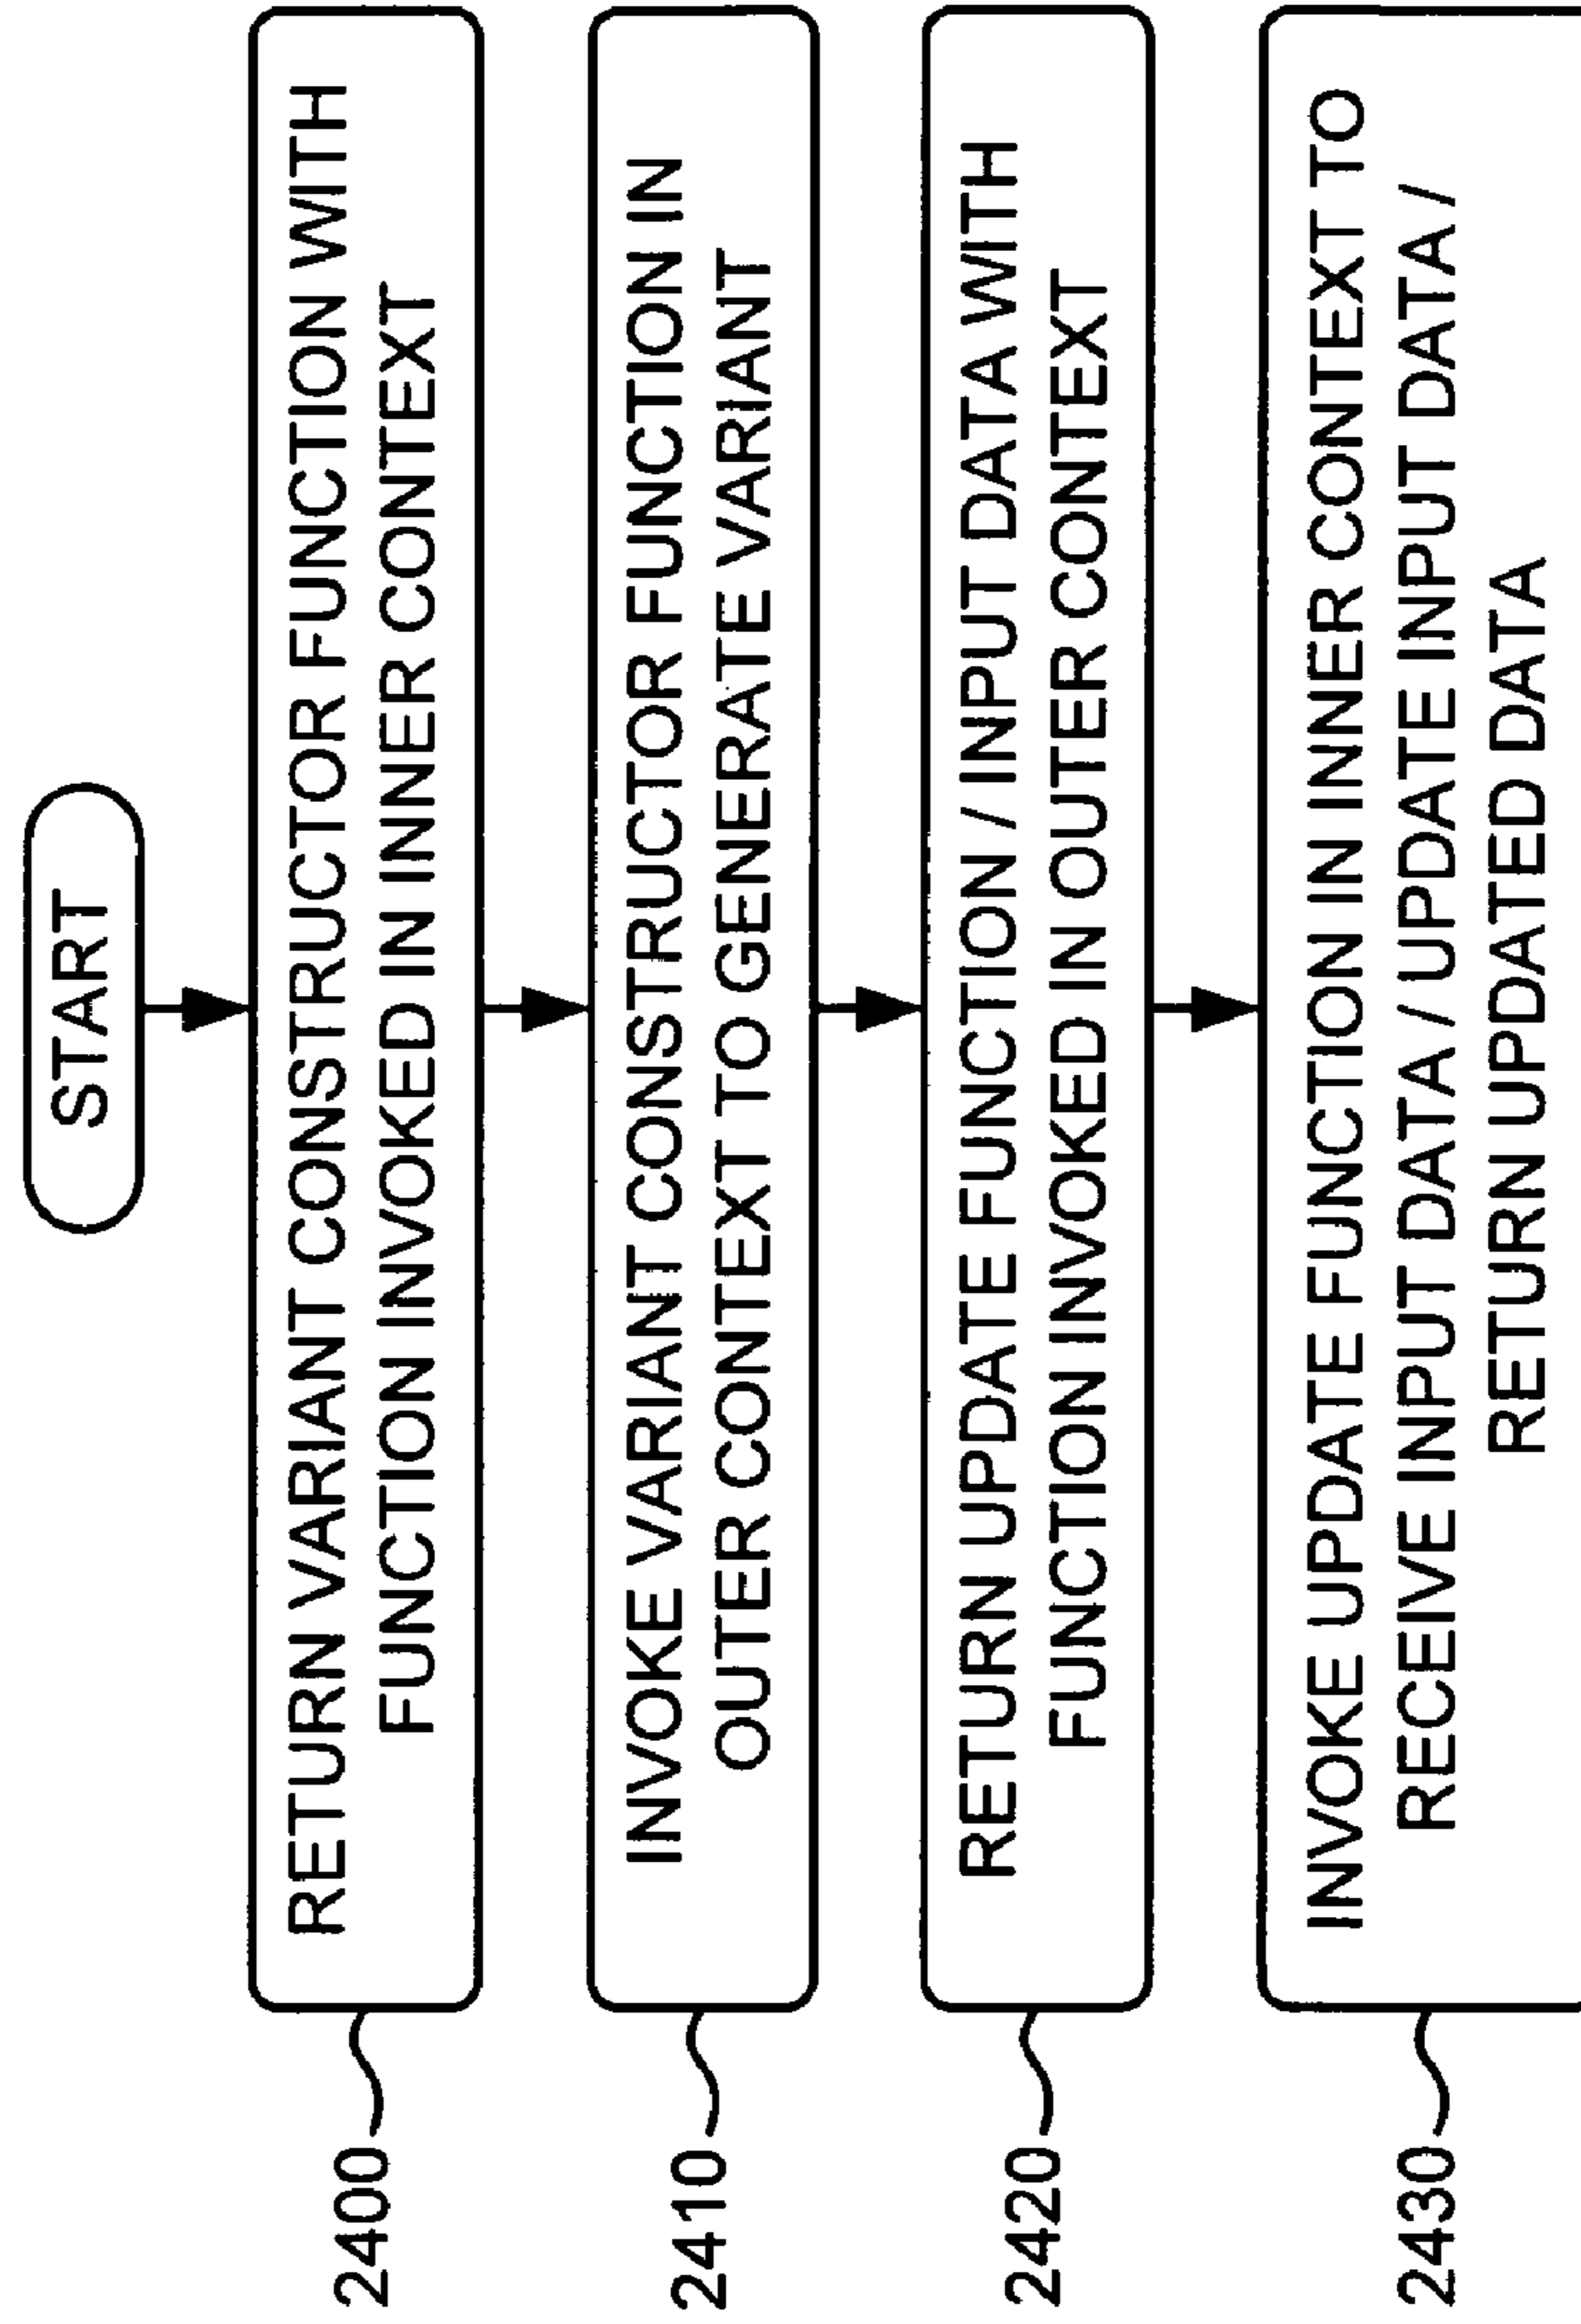 START
2400
RETURN VARIANT CONSTRUCTOR FUNCTION WITH
FUNCTION INVOKED IN INNER CONTEXT
2410
INVOKE VARIANT CONSTRUCTOR FUNCTION IN
OUTER CONTEXT TO GENERATE VARIANT
2420
RETURN UPDATE FUNCTION / INPUT DATA WITH
FUNCTION INVOKED IN OUTER CONTEXT
2430
INVOKE UPDATE FUNCTION IN INNER CONTEXT TO
RECEIVE INPUT DATA / UPDATE INPUT DATA /
RETURN UPDATED DATA